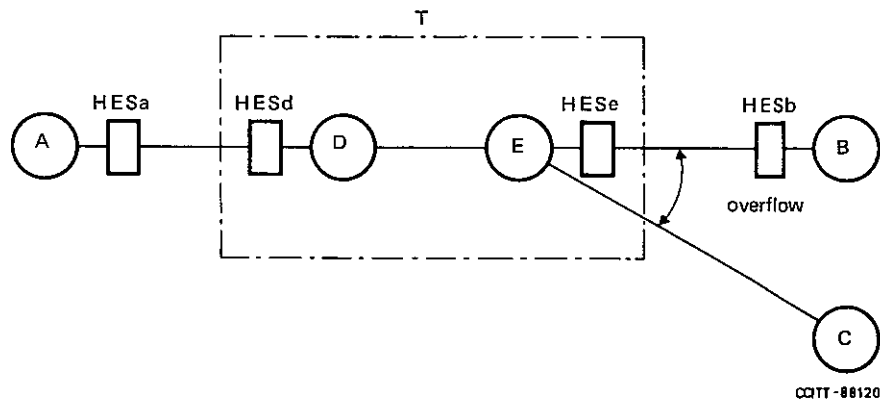 T
HESa
HESd
HESe
HESb
A
D
E
B
overflow
C
CCITT-88120